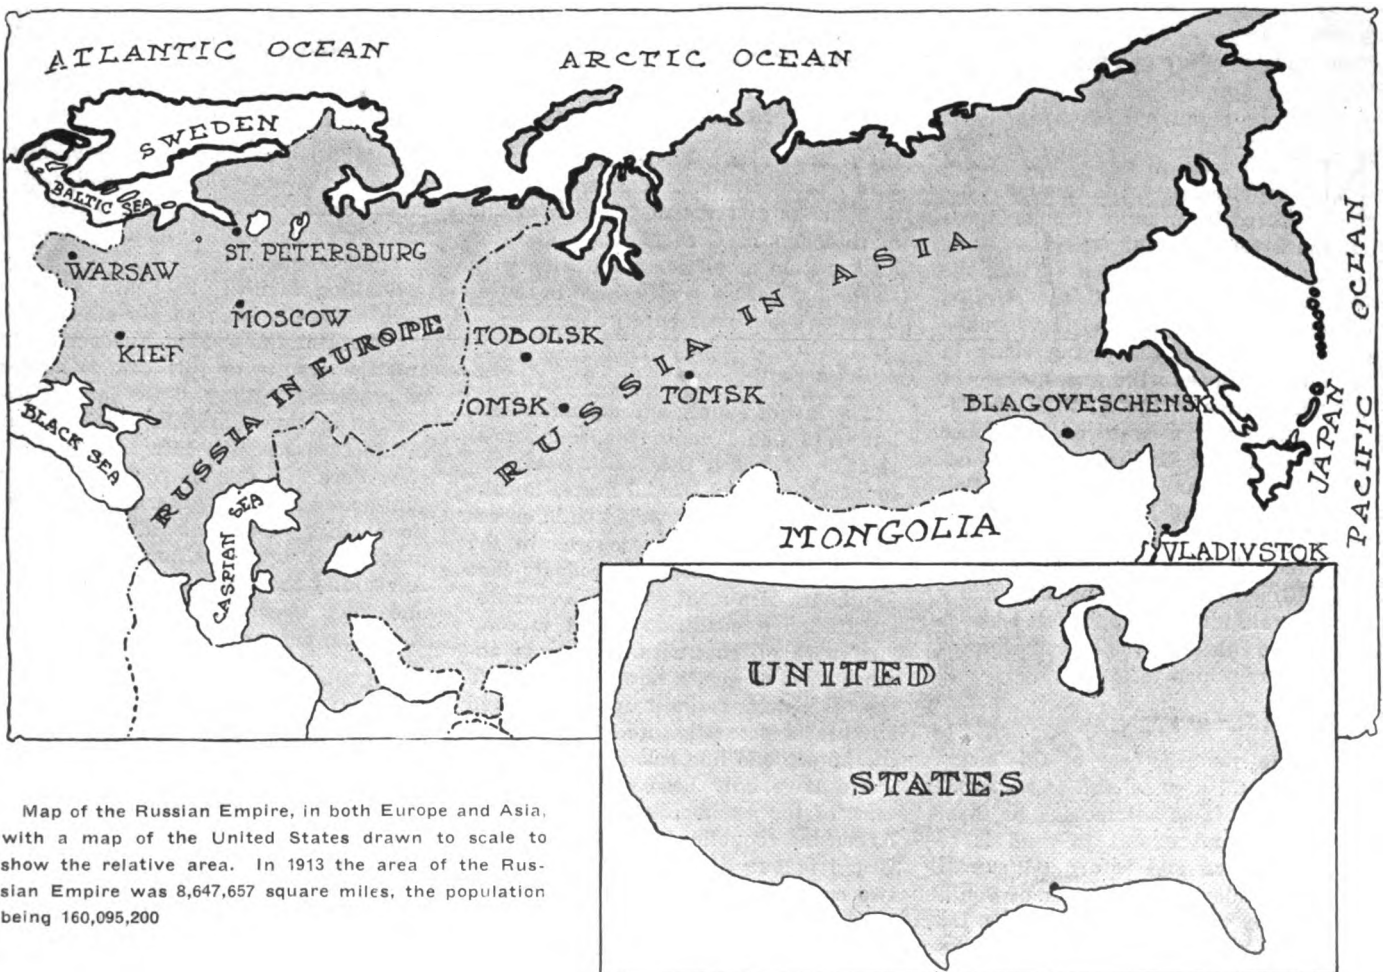 ATLANTIC OCEAN
ARCTIC OCEAN
SWEDEN
BALTIC SEA
ST. PETERSBURG
WARSAW
MOSCOW
KIEF
RUSSIA IN EUROPE
TOBOLSK
OMSK
TOMSK
RUSSIA IN ASIA
BLAGOVESCHENSK
BLACK SEA
CASPIAN SEA
MONGOLIA
VLADIVSTOK
JAPAN
PACIFIC OCEAN
UNITED
STATES
Map of the Russian Empire, in both Europe and Asia,
with a map of the United States drawn to scale to
show the relative area. In 1913 the area of the Rus-
sian Empire was 8,647,657 square miles, the population
being 160,095,200